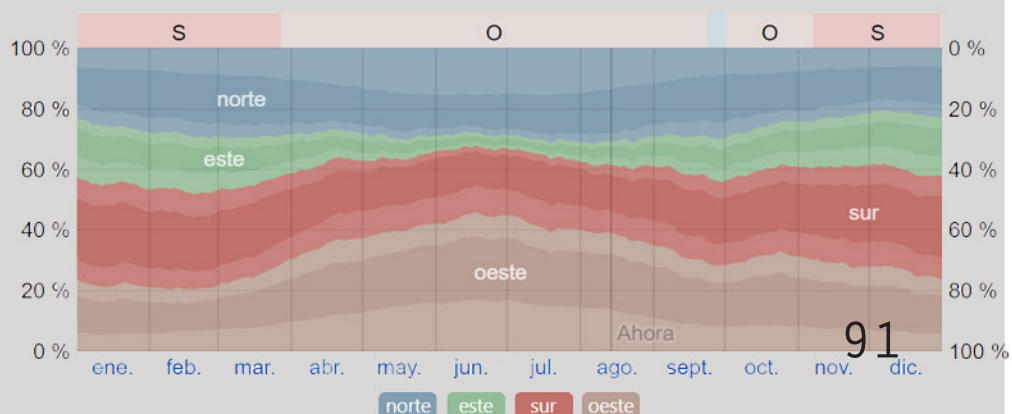 S O O S
100 % 0 %
norte
80 % 20 %
este
60 % 40 %
sur
40 % 60 %
oeste
20 % 80 %
Ahora
91
0 % 100 %
ene. feb. mar. abr. may. jun. jul. ago. sept. oct. nov. dic.
norte este sur oeste